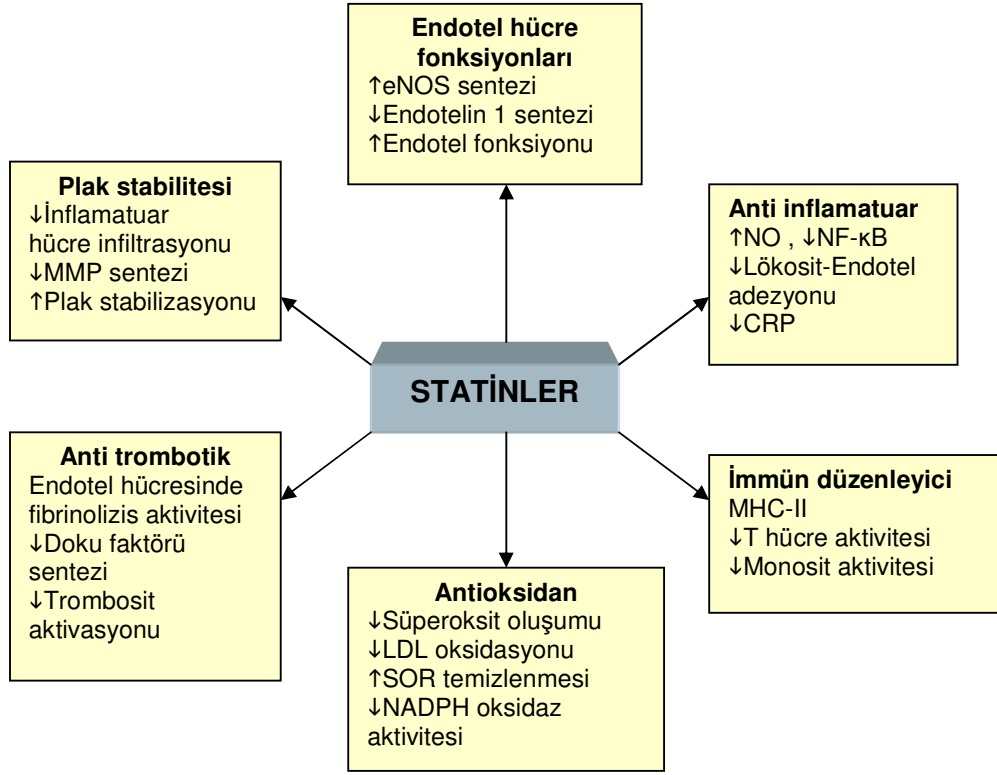 Endotel hücre
fonksiyonları
↑eNOS sentezi
↓Endotelin 1 sentezi
↑Endotel fonksiyonu
Plak stabilitesi
↓İnflamatuar
hücre infiltrasyonu
↓MMP sentezi
↑Plak stabilizasyonu
Anti inflamatuar
↑NO , ↓NF-κB
↓Lökosit-Endotel
adezyonu
↓CRP
STATİNLER
Anti trombotik
Endotel hücresinde
fibrinolizis aktivitesi
↓Doku faktörü
sentezi
↓Trombosit
aktivasyonu
Antioksidan
↓Süperoksit oluşumu
↓LDL oksidasyonu
↑SOR temizlenmesi
↓NADPH oksidaz
aktivitesi
İmmün düzenleyici
MHC-II
↓T hücre aktivitesi
↓Monosit aktivitesi